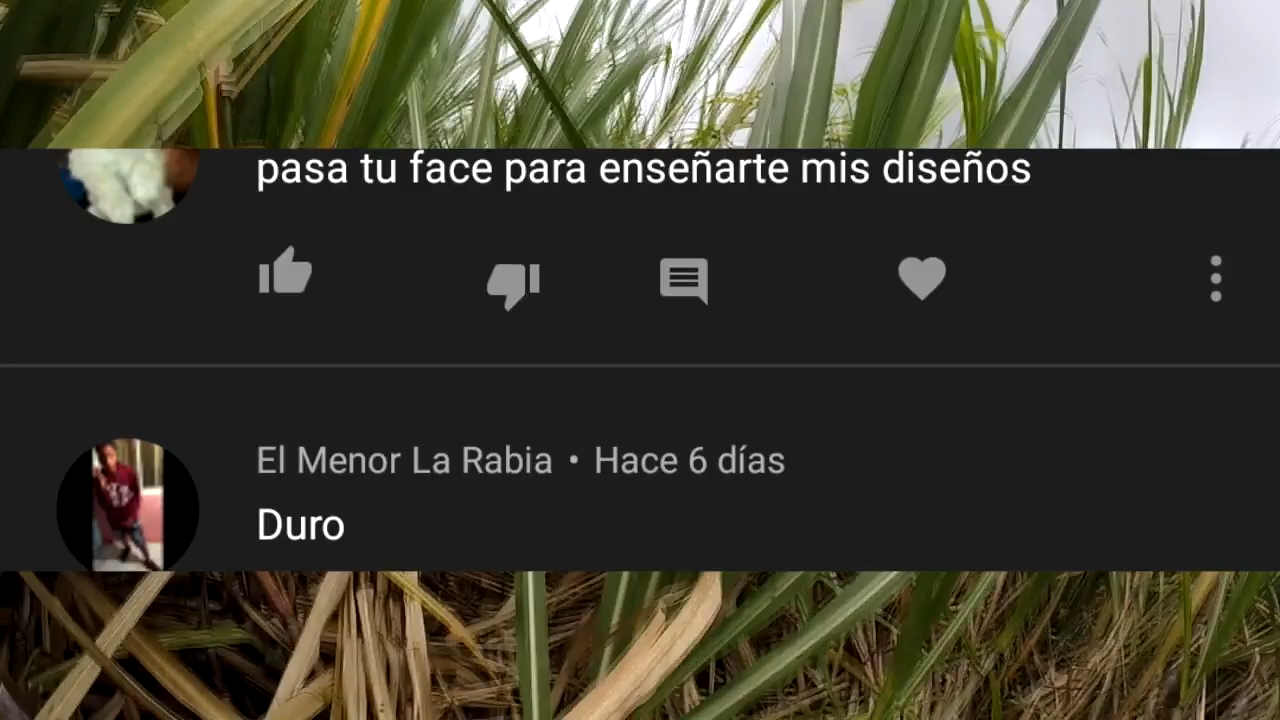 pasa tu face para enseñarte mis diseños
El Menor La Rabia • Hace 6 días
Duro